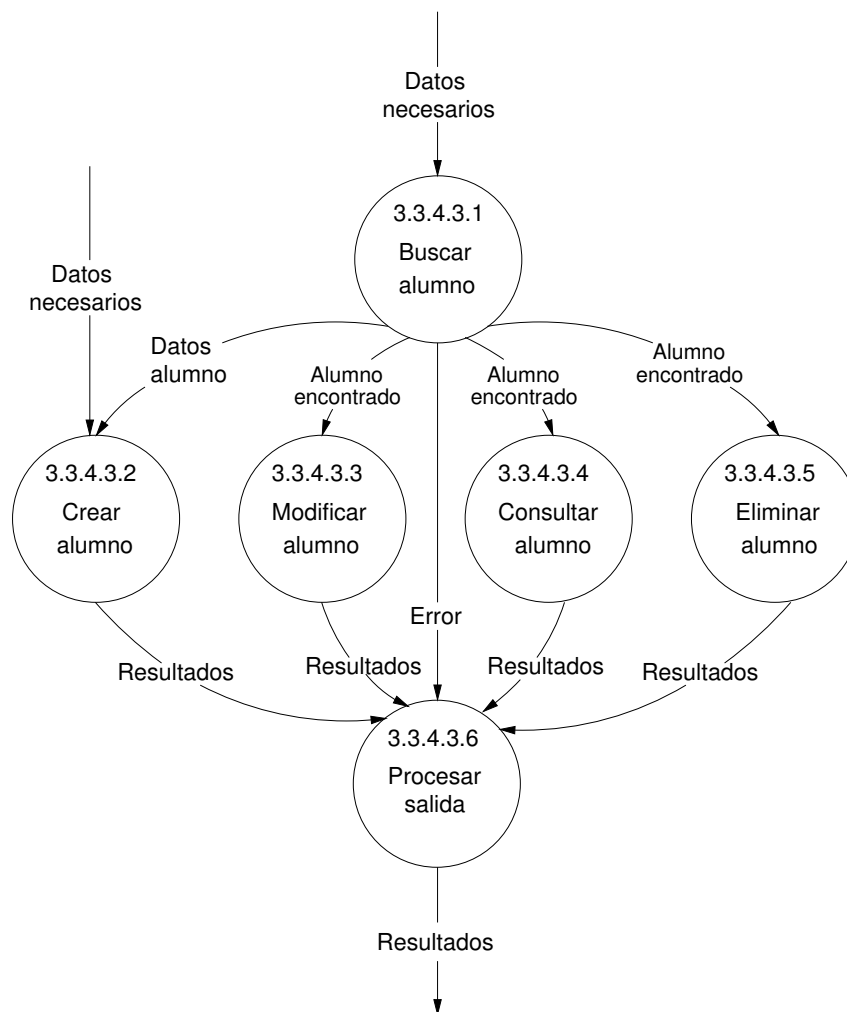 Datos
necesarios
3.3.4.3.1
Buscar
alumno
Datos
necesarios
Datos
alumno
Alumno
encontrado
Alumno
encontrado
Alumno
encontrado
3.3.4.3.2
Crear
alumno
3.3.4.3.3
Modificar
alumno
3.3.4.3.4
Consultar
alumno
3.3.4.3.5
Eliminar
alumno
Error
Resultados
Resultados
Resultados
Resultados
3.3.4.3.6
Procesar
salida
Resultados